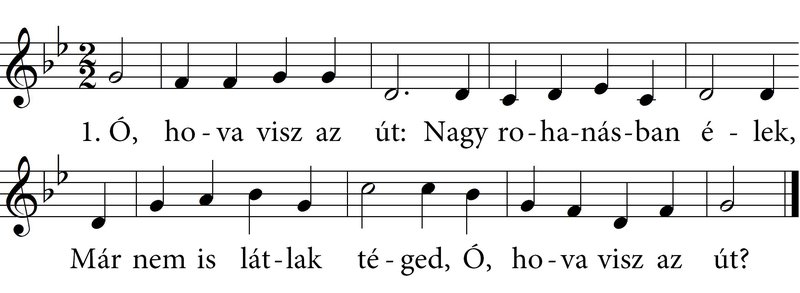 1. Ó, ho - va visz az út: Nagy ro-ha-nás-ban é - lek,
Már nem is lát-lak té - ged, Ó, ho - va visz az út?